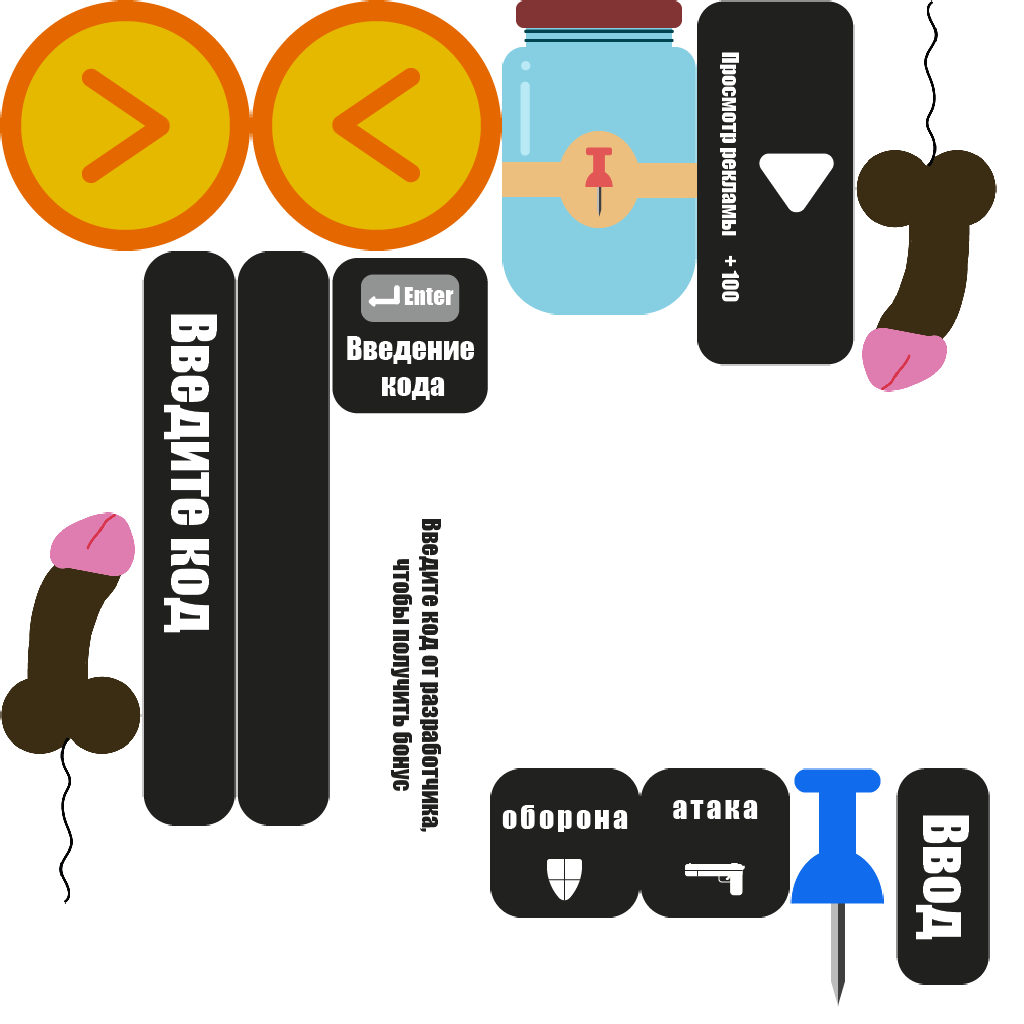 Просмотр рекламы +100
Enter
Введение
кода
Введите код
Введите код от разработчика,
чтобы получить бонус
оборона
атака
Ввод